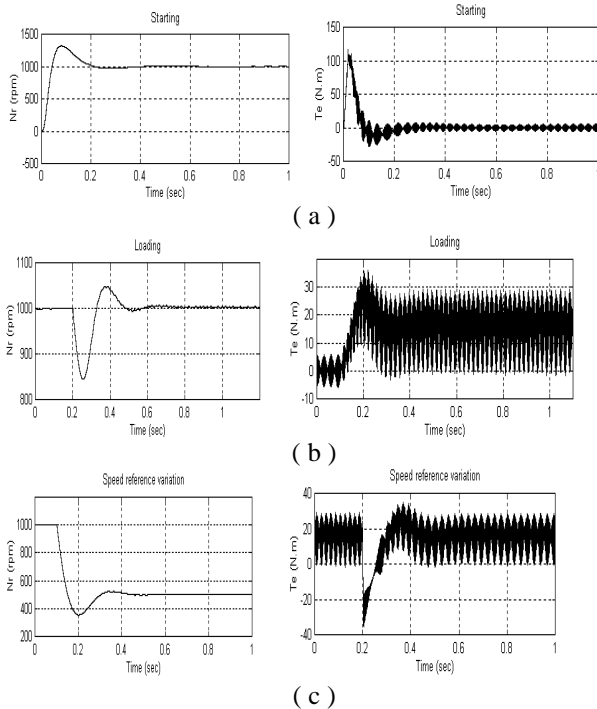 Starting
Nr (rpm)
1500
1000
500
0
-500
0 0.2 0.4 0.6 0.8 1
Time (sec)
Starting
Te (N.m)
150
100
50
0
-50
0 0.2 0.4 0.6 0.8 1
Time (sec)
( a )
Loading
Nr (rpm)
1100
1000
900
800
0 0.2 0.4 0.6 0.8 1
Time (sec)
Loading
Te (N.m)
30
20
10
0
-10
0 0.2 0.4 0.6 0.8 1
Time (sec)
( b )
Speed reference variation
Nr (rpm)
1000
800
600
400
200
0 0.2 0.4 0.6 0.8 1
Time (sec)
Speed reference variation
Te (N.m)
40
20
0
-20
-40
0 0.2 0.4 0.6 0.8 1
Time (sec)
( c )